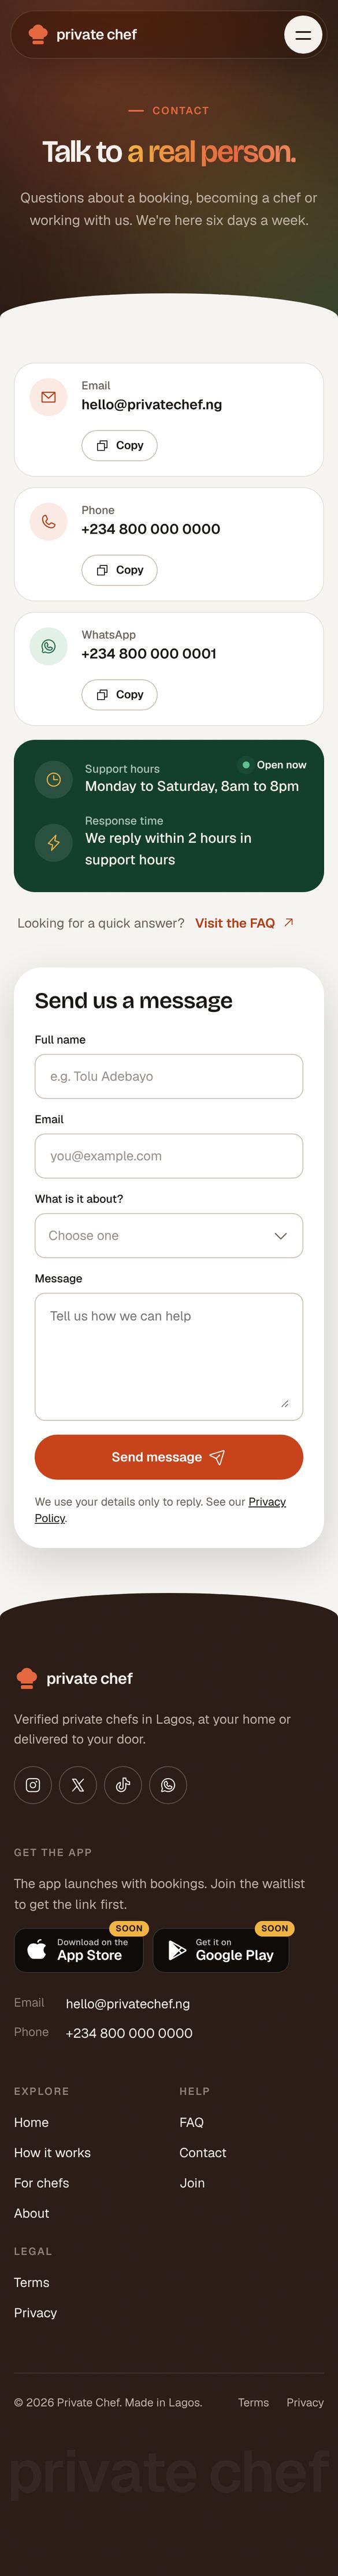 private chef
CONTACT
Talk to a real person.
Questions about a booking, becoming a chef or
working with us. We're here six days a week.
Email
hello@privatechef.ng
Copy
Phone
+234 800 000 0000
Copy
WhatsApp
+234 800 000 0001
Copy
Open now
Support hours
Monday to Saturday, 8am to 8pm
Response time
We reply within 2 hours in
support hours
Looking for a quick answer? Visit the FAQ
Send us a message
Full name
e.g. Tolu Adebayo
Email
you@example.com
What is it about?
Choose one
Message
Tell us how we can help
Send message
We use your details only to reply. See our Privacy
Policy.
private chef
Verified private chefs in Lagos, at your home or
delivered to your door.
GET THE APP
The app launches with bookings. Join the waitlist
to get the link first.
SOON SOON
Download on the Get it on
App Store Google Play
Email hello@privatechef.ng
Phone +234 800 000 0000
EXPLORE HELP
Home FAQ
How it works Contact
For chefs Join
About
LEGAL
Terms
Privacy
© 2026 Private Chef. Made in Lagos. Terms Privacy
private chef